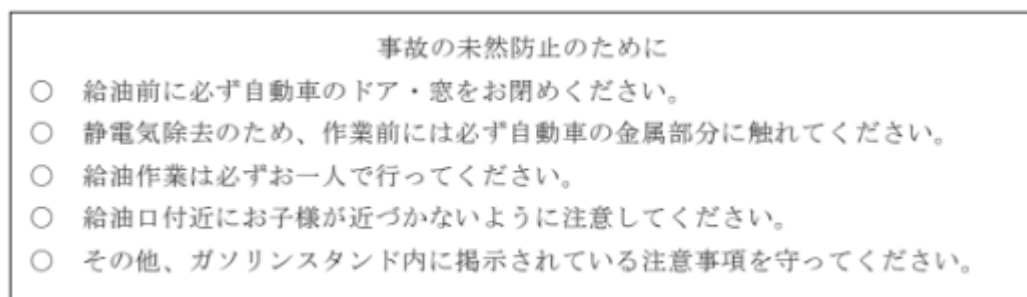 事故の未然防止のために
○ 給油前に必ず自動車のドア・窓をお閉めください。
○ 静電気除去のため、作業前には必ず自動車の金属部分に触れてください。
○ 給油作業は必ずお一人で行ってください。
○ 給油口付近にお子様が近づかないように注意してください。
○ その他、ガソリンスタンド内に掲示されている注意事項を守ってください。